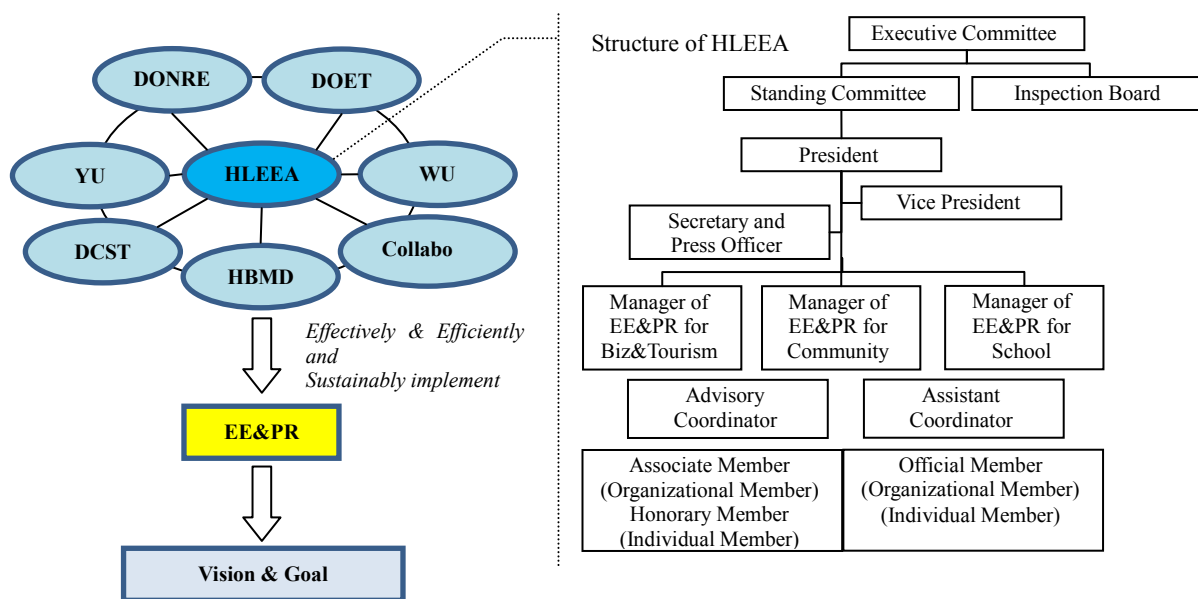 DONRE
DOET
YU
HLEEA
WU
DCST
Collabo
HBMD
Effectively & Efficiently
and
Sustainably implement
EE&PR
Vision & Goal
Structure of HLEEA
Executive Committee
Standing Committee
Inspection Board
President
Vice President
Secretary and
Press Officer
Manager of
EE&PR for
Biz&Tourism
Manager of
EE&PR for
Community
Manager of
EE&PR for
School
Advisory
Coordinator
Assistant
Coordinator
Associate Member
(Organizational Member)
Honorary Member
(Individual Member)
Official Member
(Organizational Member)
(Individual Member)